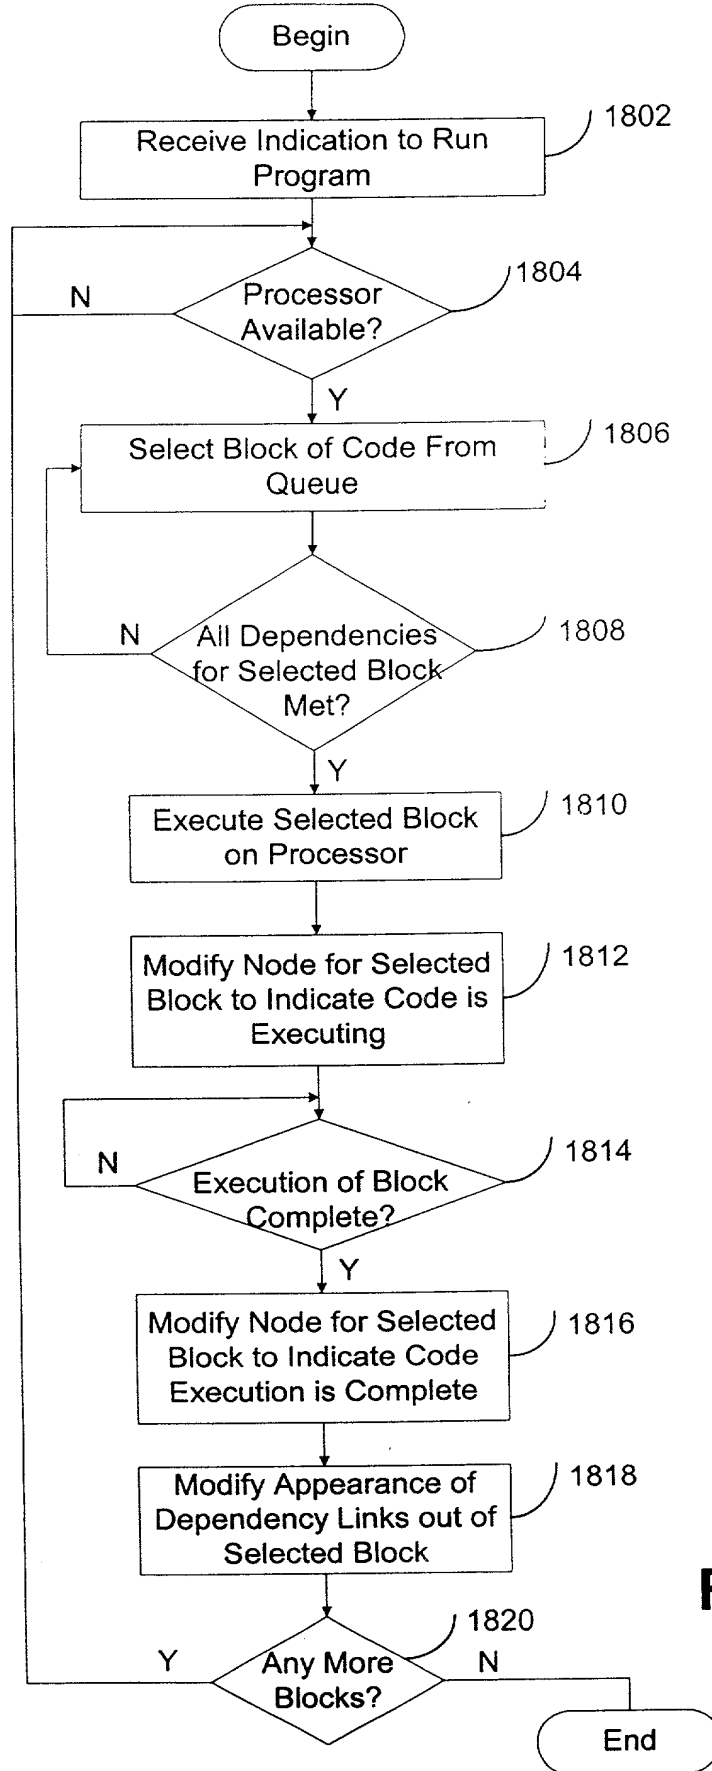 Begin
Receive Indication to Run
Program
1802
Processor
Available?
1804
N
Y
Select Block of Code From
Queue
1806
All Dependencies
for Selected Block
Met?
1808
N
Y
Execute Selected Block
on Processor
1810
Modify Node for Selected
Block to Indicate Code is
Executing
1812
Execution of Block
Complete?
1814
N
Y
Modify Node for Selected
Block to Indicate Code
Execution is Complete
1816
Modify Appearance of
Dependency Links out of
Selected Block
1818
Any More
Blocks?
1820
Y
N
End